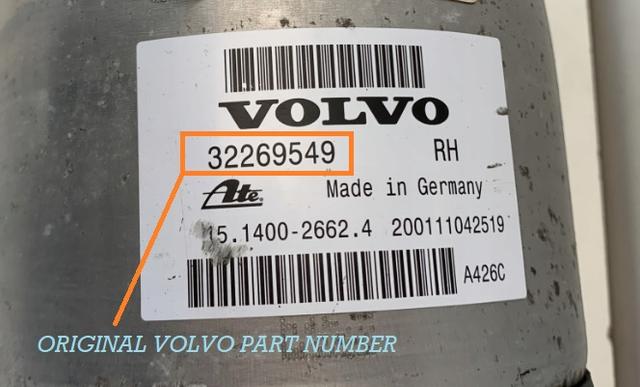 VOLVO
32269549 RH
Ate Made in Germany
15.1400-2662.4 200111042519
A426C
ORIGINAL VOLVO PART NUMBER